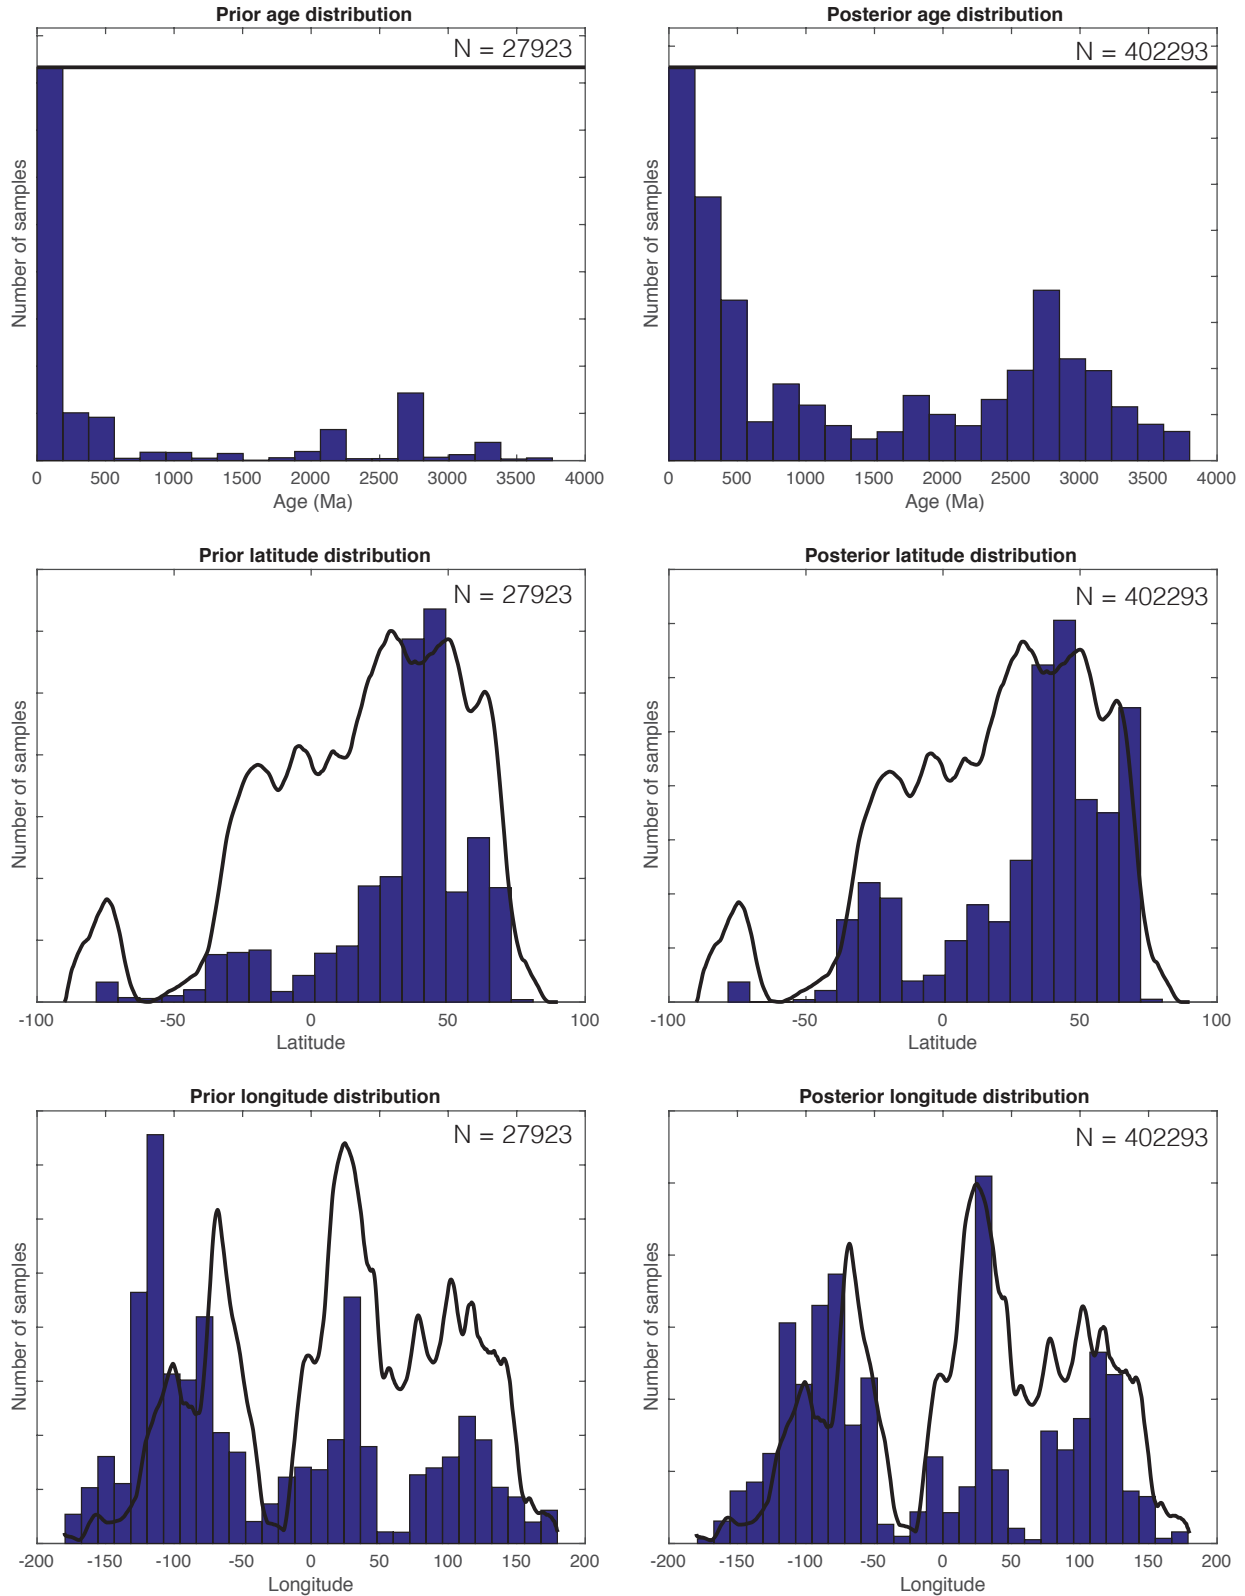 Prior age distribution
N = 27923
Number of samples
0 500 1000 1500 2000 2500 3000 3500 4000
Age (Ma)
Posterior age distribution
N = 402293
Number of samples
0 500 1000 1500 2000 2500 3000 3500 4000
Age (Ma)
Prior latitude distribution
N = 27923
Number of samples
-100 -50 0 50 100
Latitude
Posterior latitude distribution
N = 402293
Number of samples
-100 -50 0 50 100
Latitude
Prior longitude distribution
N = 27923
Number of samples
-200 -150 -100 -50 0 50 100 150 200
Longitude
Posterior longitude distribution
N = 402293
Number of samples
-200 -150 -100 -50 0 50 100 150 200
Longitude